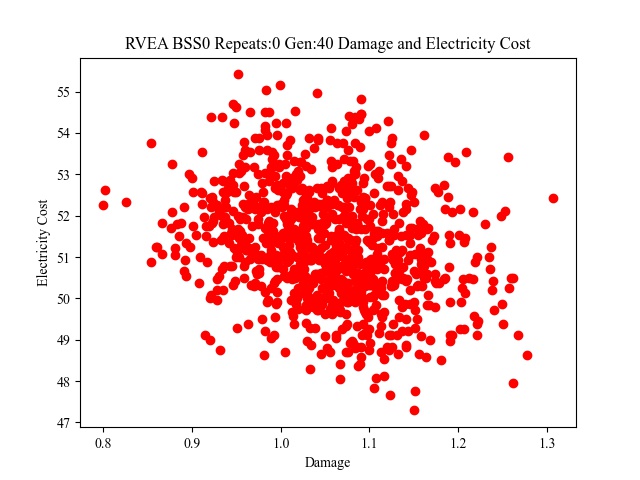 RVEA BSS0 Repeats:0 Gen:40 Damage and Electricity Cost
55
54
53
52
51
50
49
48
47
Electricity Cost
0.8 0.9 1.0 1.1 1.2 1.3
Damage